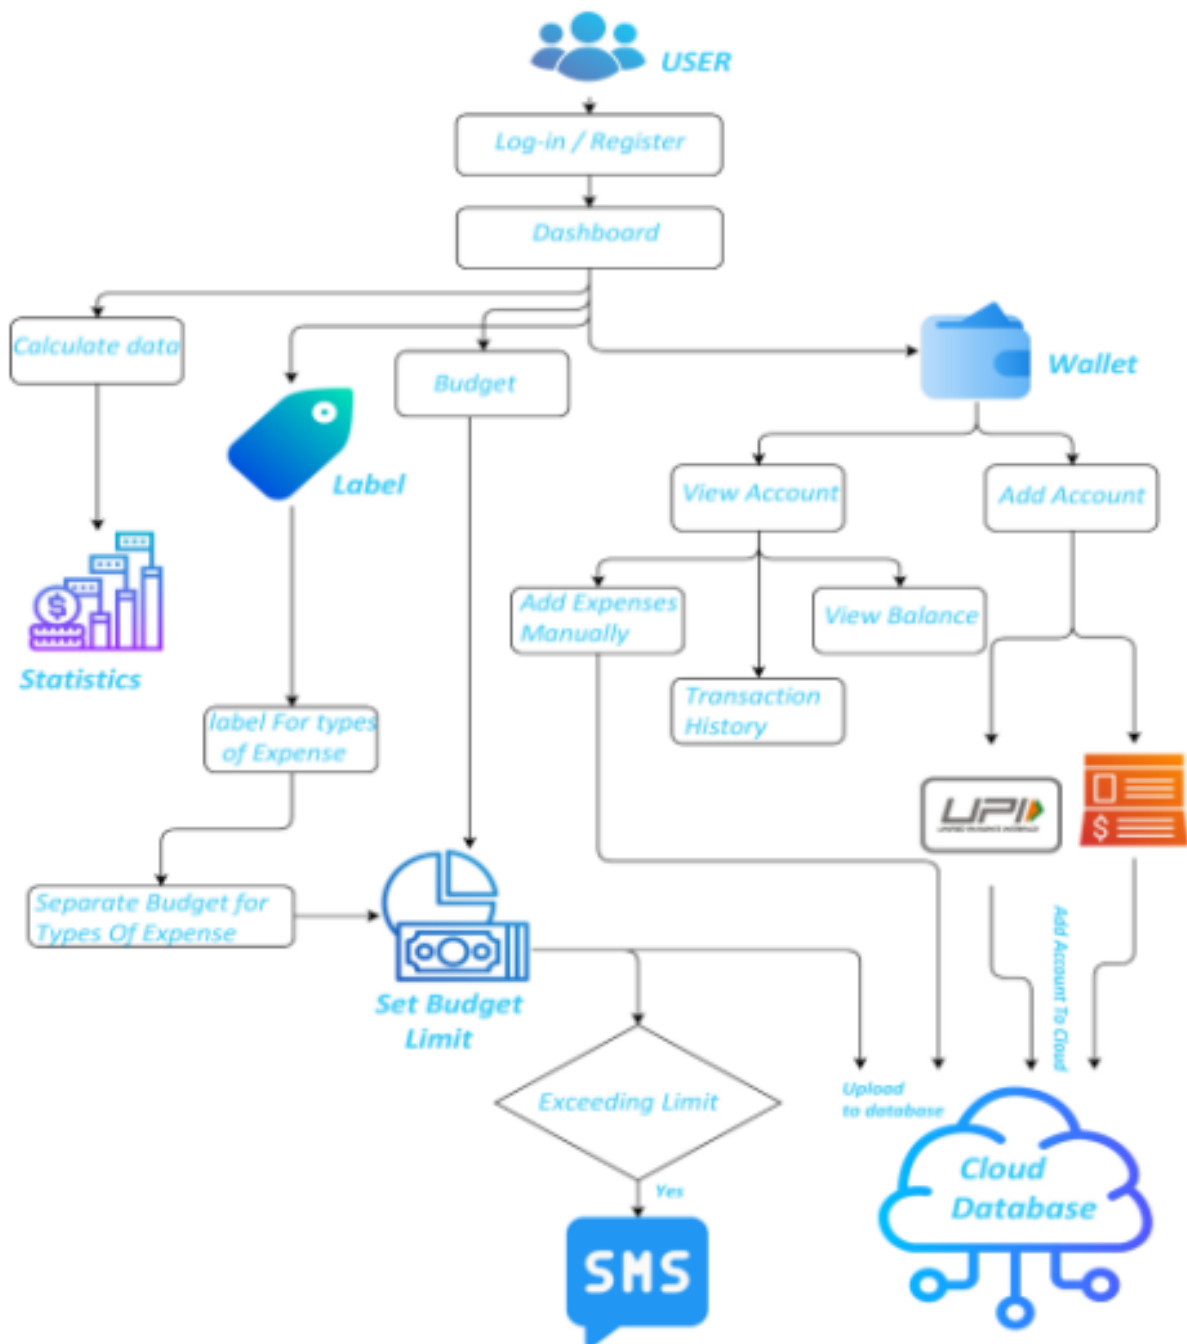 USER
Log-in / Register
Dashboard
Calculate data
Budget
Wallet
Label
View Account
Add Account
Add Expenses
Manually
View Balance
Statistics
Transaction
History
label For types
of Expense
UPI
Separate Budget for
Types Of Expense
Set Budget
Limit
Add Account To Cloud
Exceeding Limit
Upload
to database
Cloud
Database
Yes
SMS